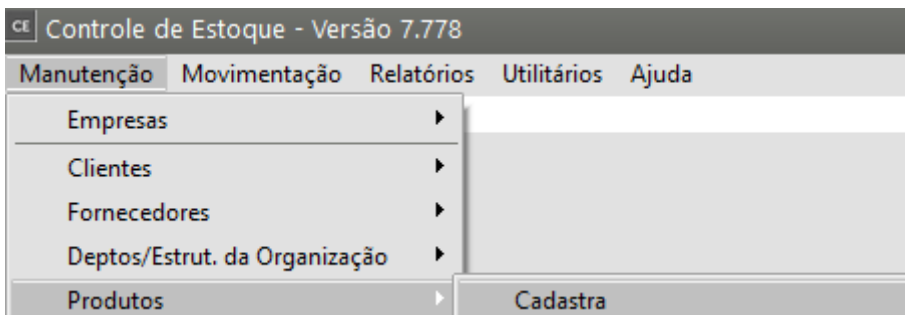 CE Controle de Estoque - Versão 7.778
Manutenção Movimentação Relatórios Utilitários Ajuda
Empresas
Clientes
Fornecedores
Deptos/Estrut. da Organização
Produtos Cadastra